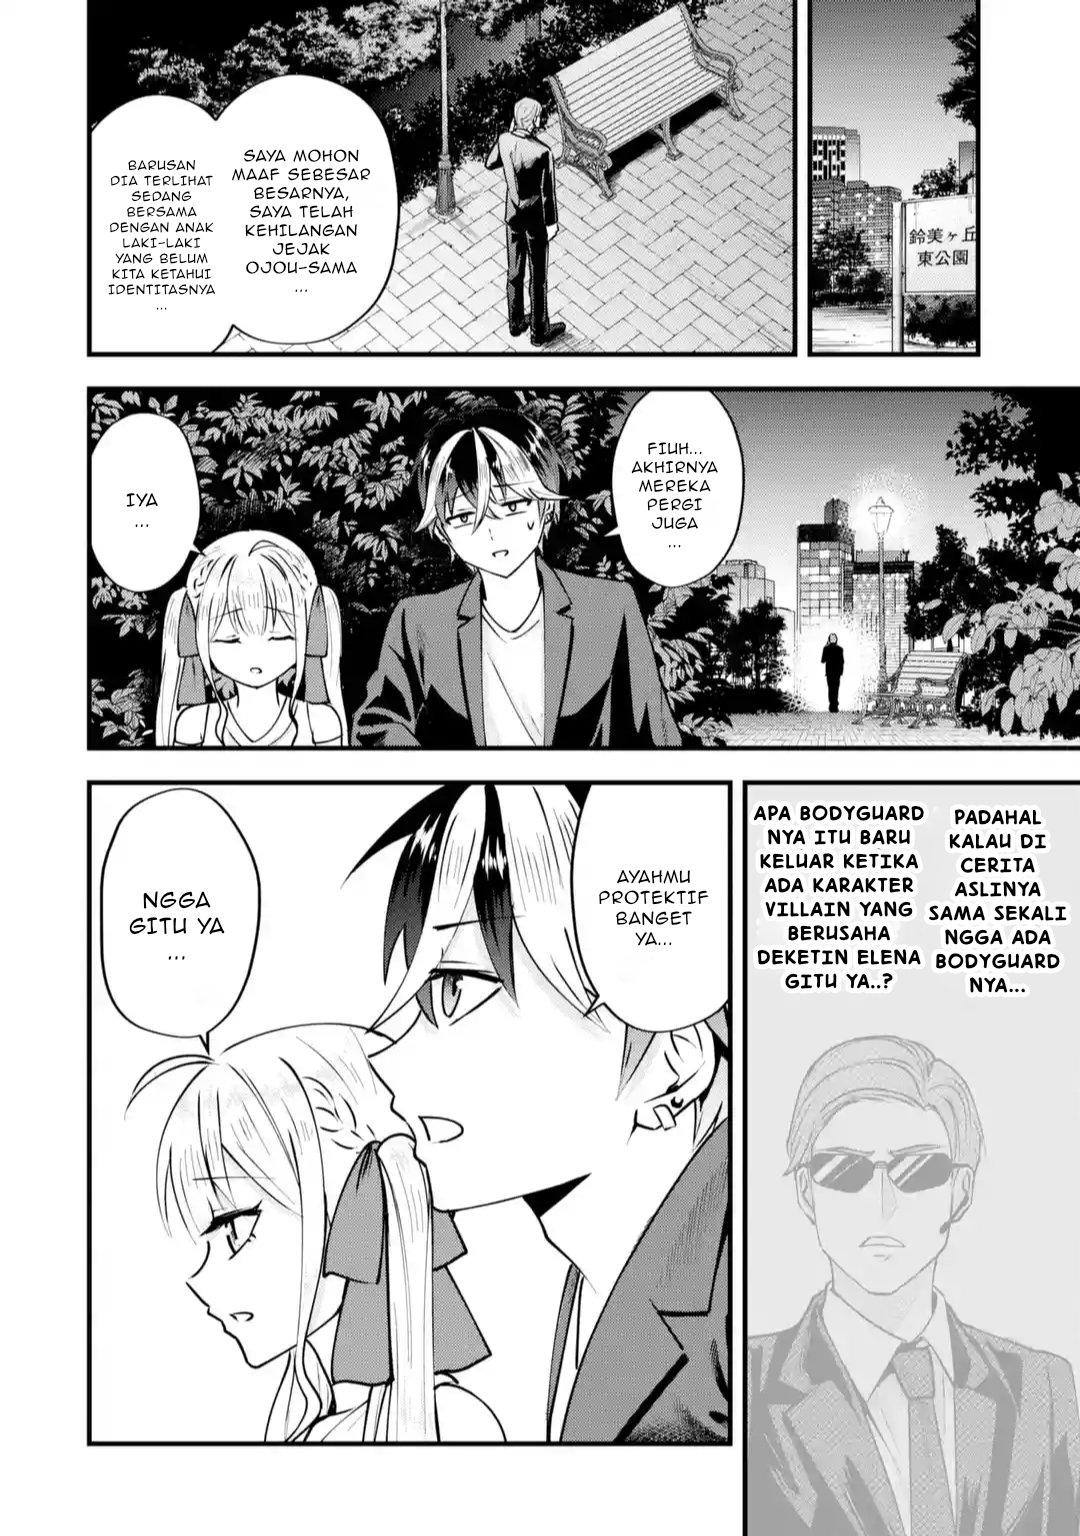 鈴美ヶ丘
東公園
SAYA MOHON
MAAF SEBESAR
BESARNYA,
SAYA TELAH
KEHILANGAN
JEJAK
OJOU-SAMA
...
BARUSAN
DIA TERLIHAT
SEDANG
BERSAMA
DENGAN ANAK
LAKI-LAKI
YANG BELUM
KITA KETAHUI
IDENTITASNYA
...
FIUH...
AKHIRNYA
MEREKA
PERGI
JUGA
...
IYA
...
PADAHAL
KALAU DI
CERITA
ASLINYA
SAMA SEKALI
NGGA ADA
BODYGUARD
NYA...
APA BODYGUARD
NYA ITU BARU
KELUAR KETIKA
ADA KARAKTER
VILLAIN YANG
BERUSAHA
DEKETIN ELENA
GITU YA..?
AYAHMU
PROTEKTIF
BANGET
YA...
NGGA
GITU YA
...